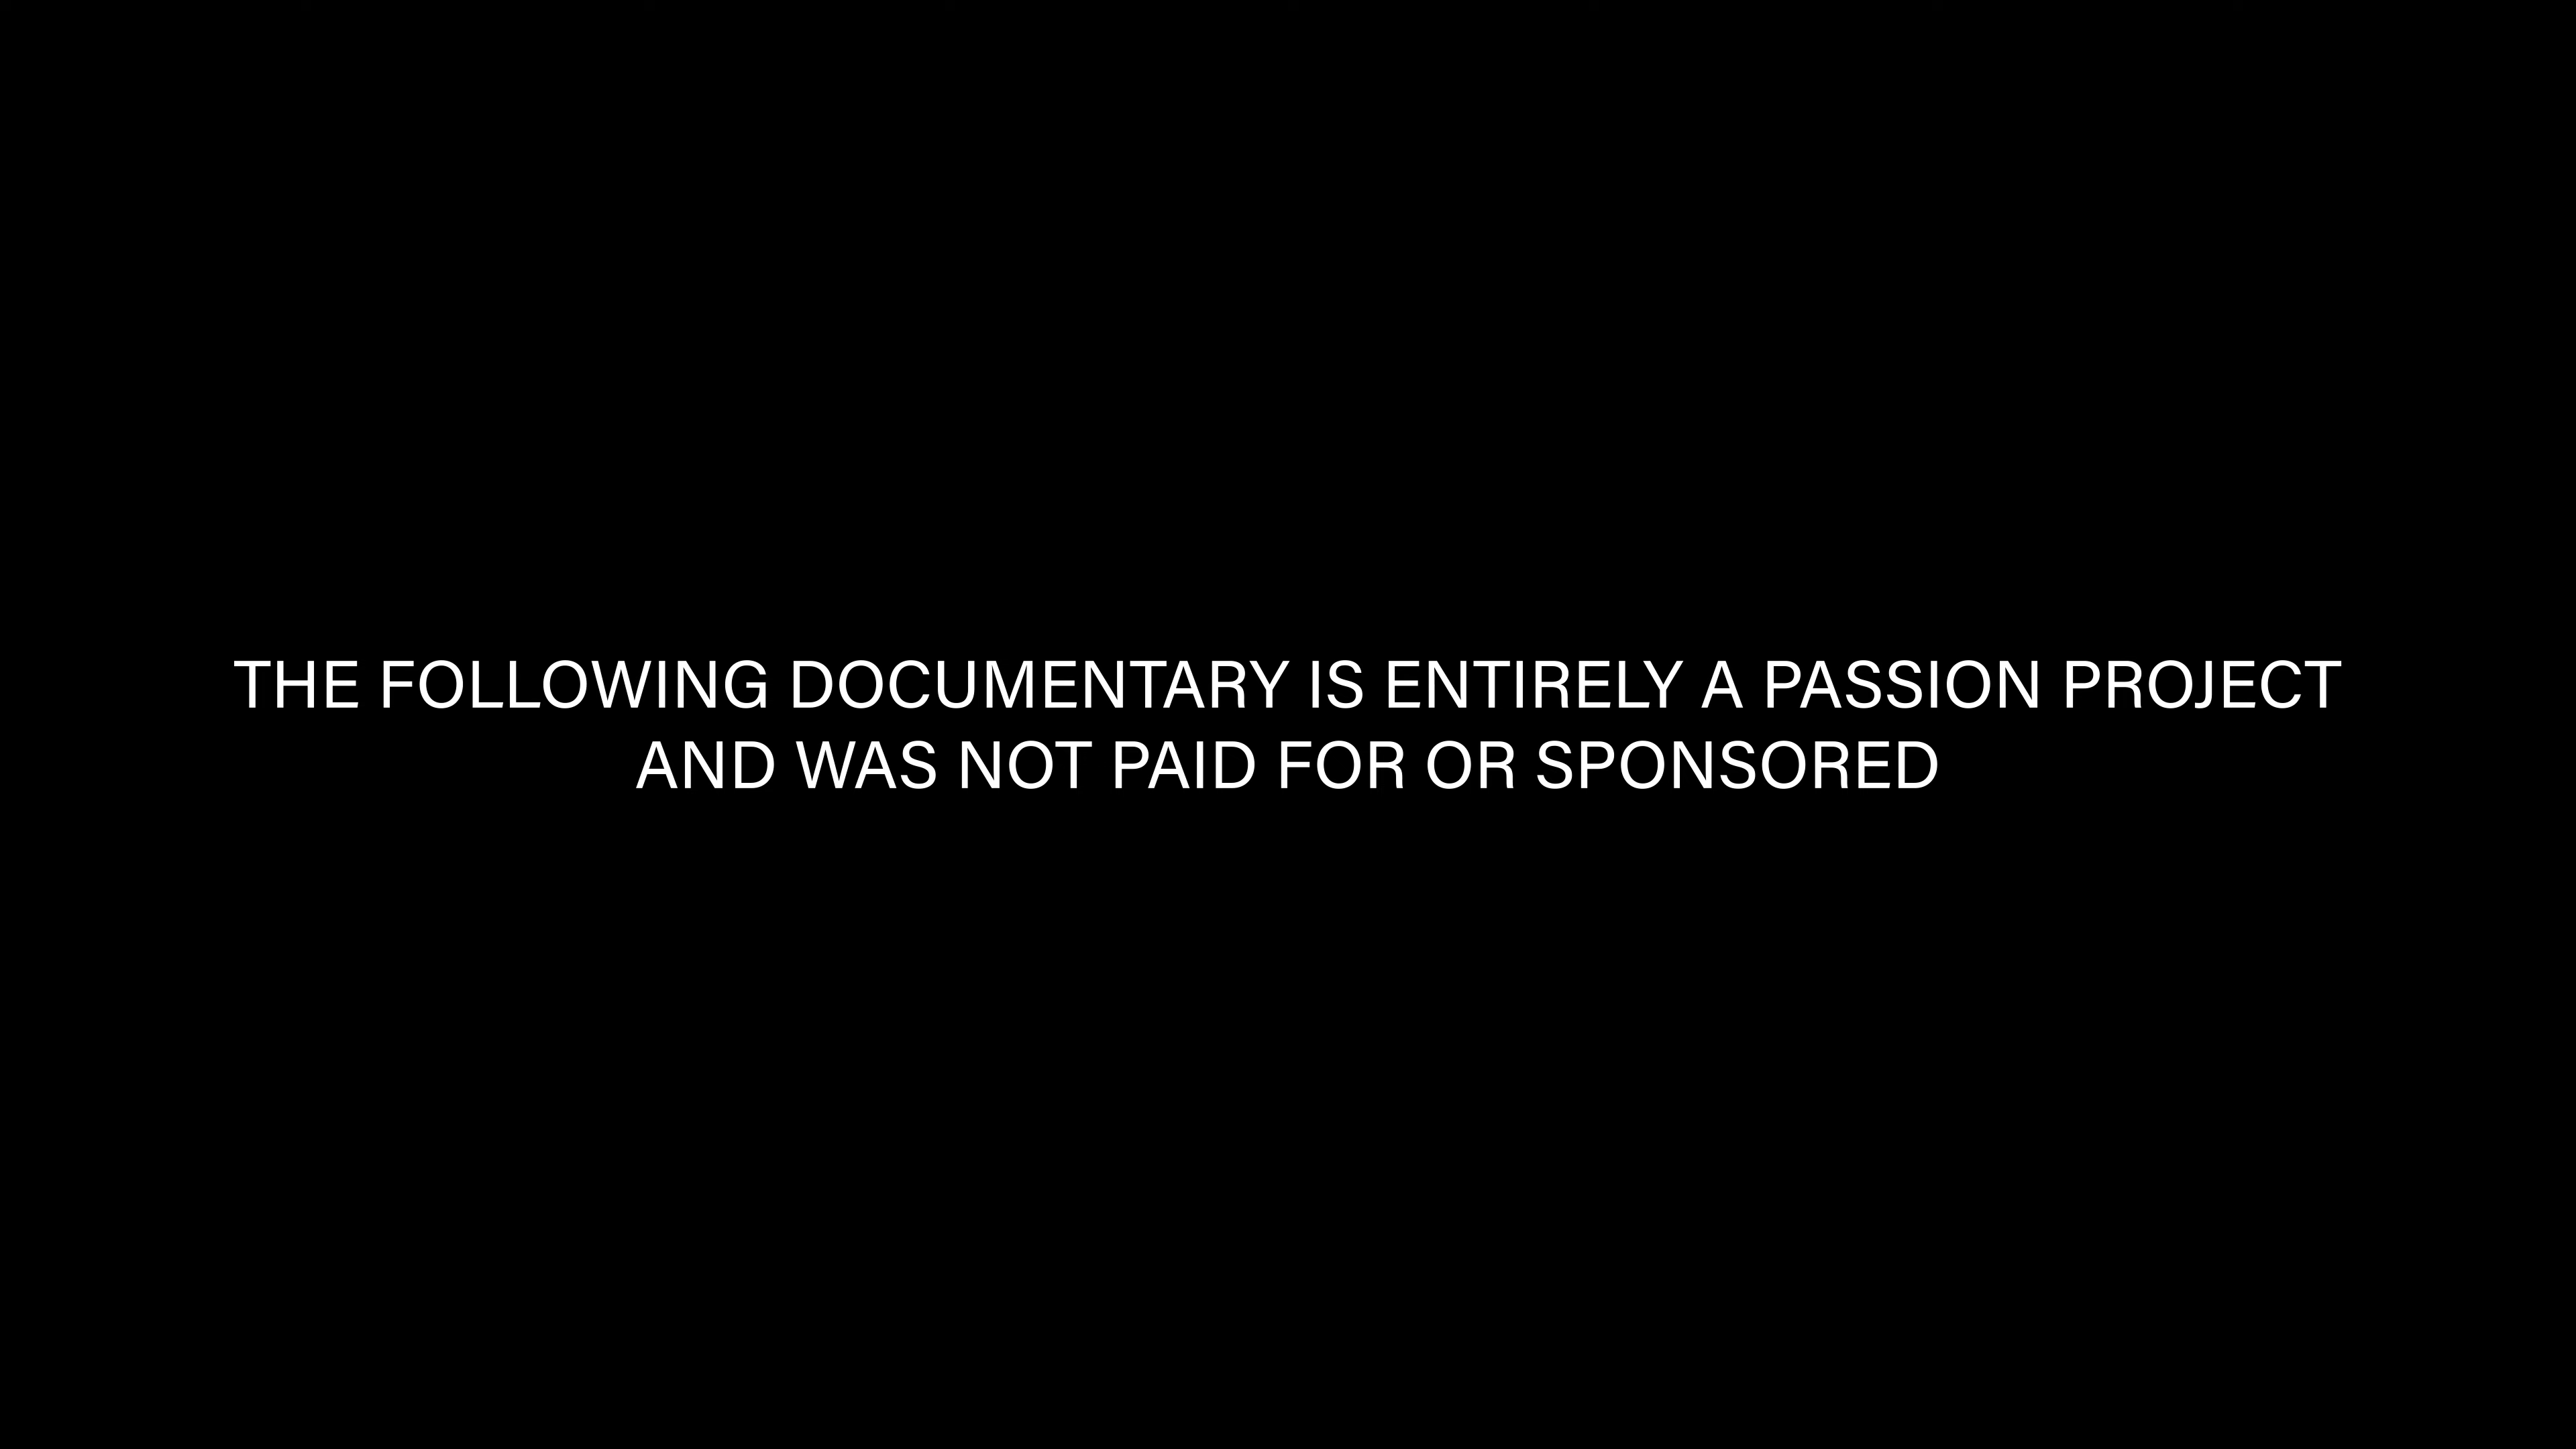 THE FOLLOWING DOCUMENTARY IS ENTIRELY A PASSION PROJECT
AND WAS NOT PAID FOR OR SPONSORED